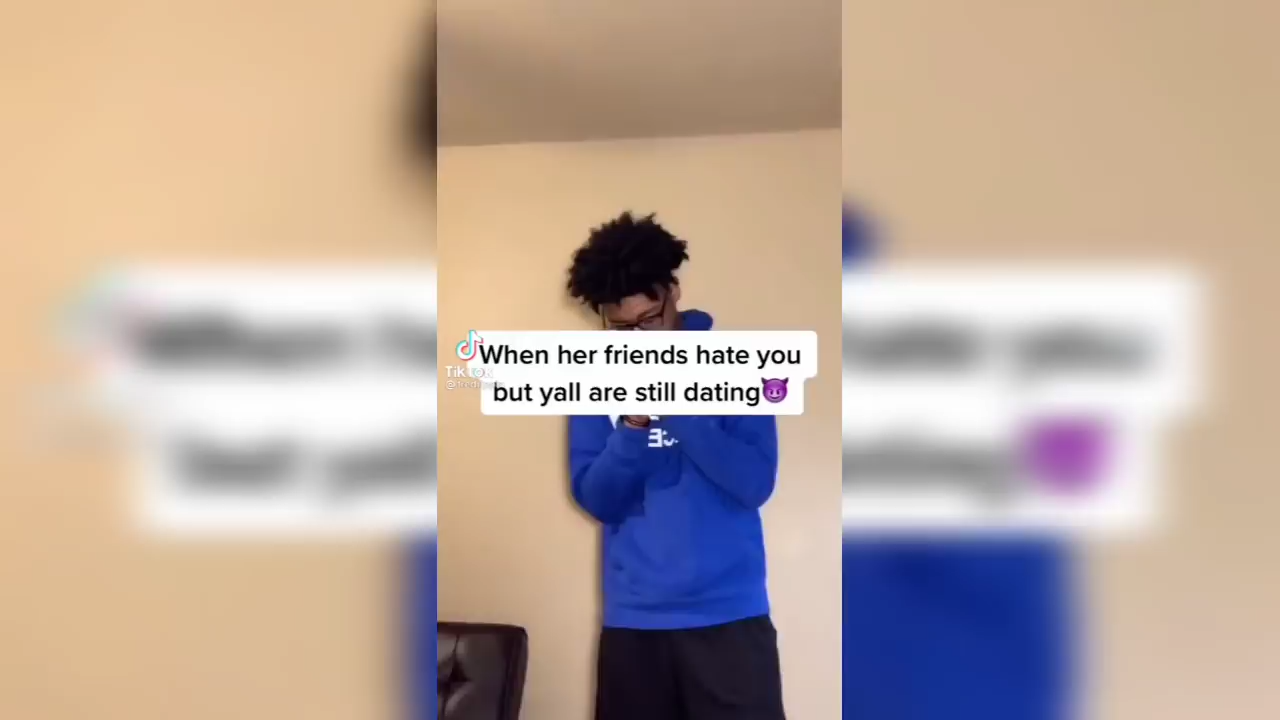 When her friends hate you
but yall are still dating😈
TikTok